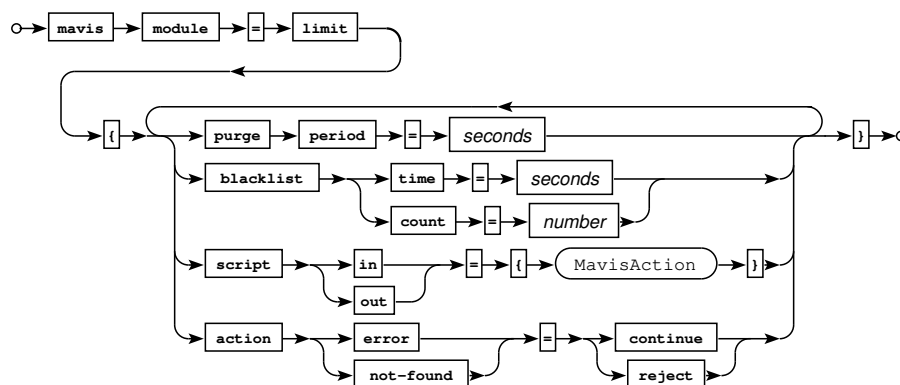 mavis module = limit
{ purge period = seconds }
blacklist time = seconds
count = number
script in = { MavisAction }
out
action error = continue
not-found reject